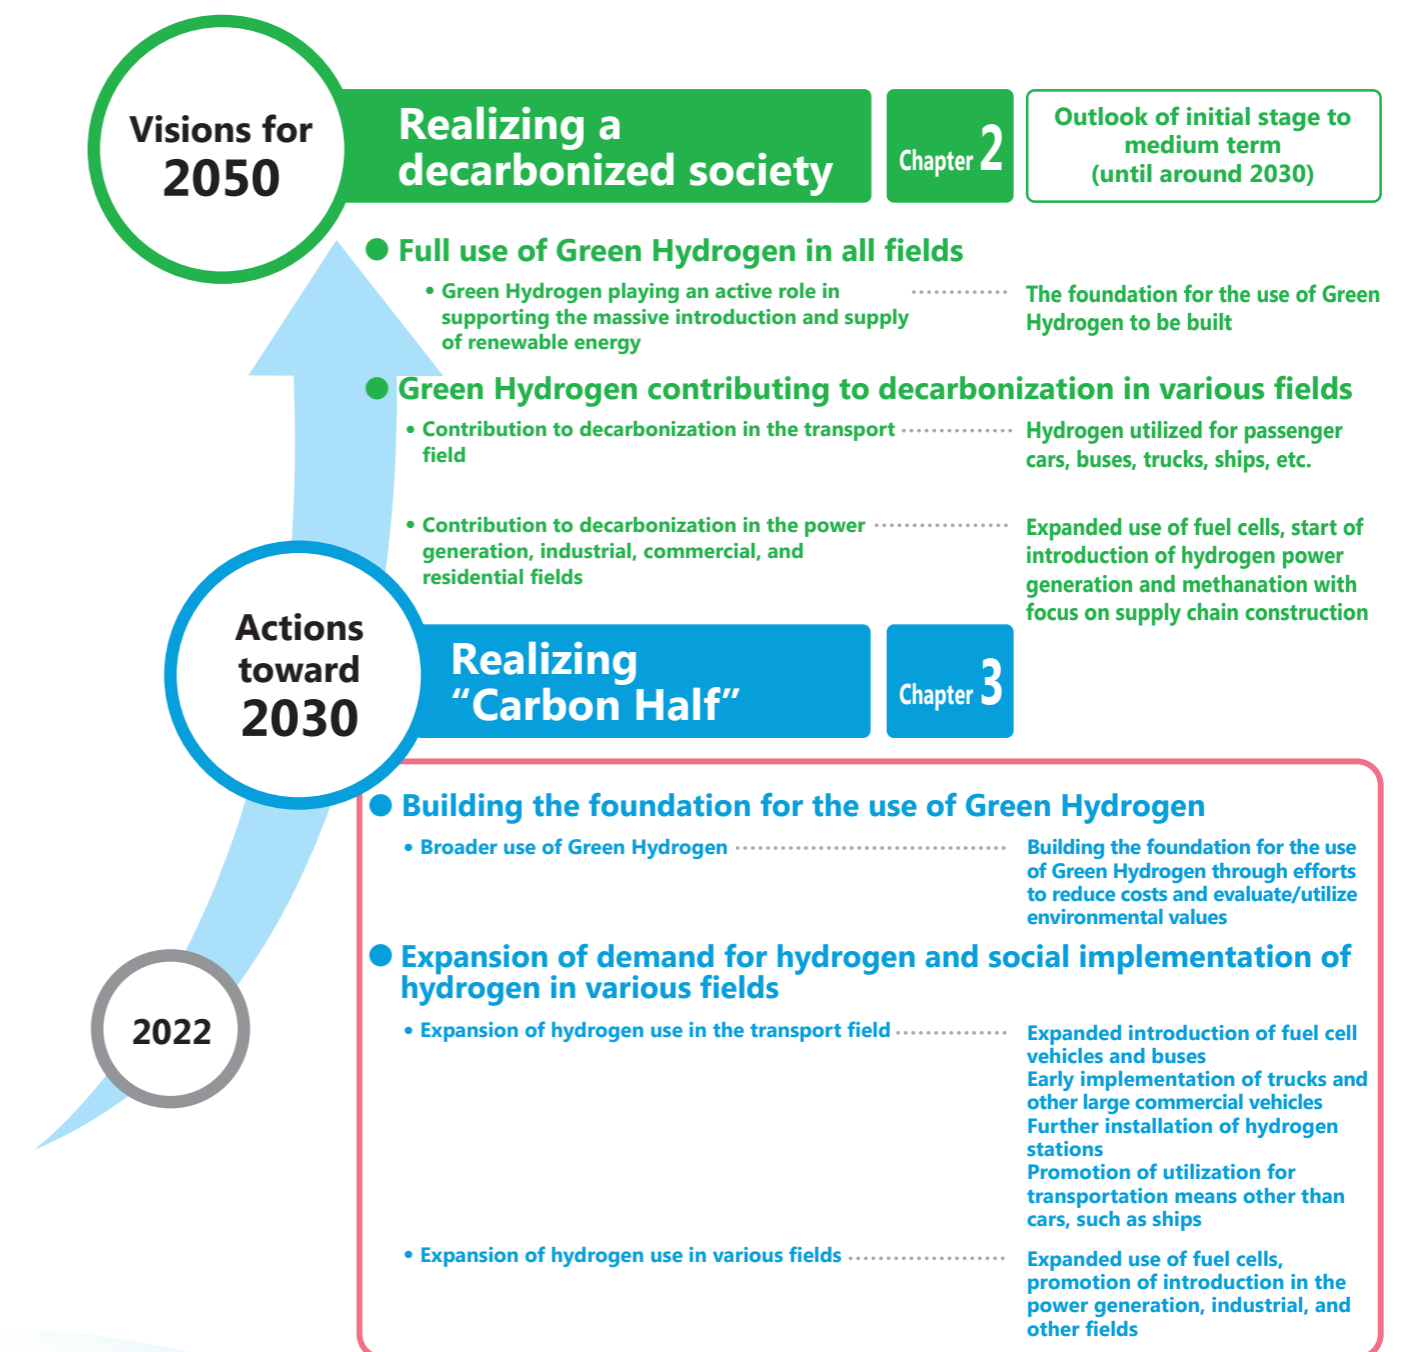 Visions for
2050
Realizing a
decarbonized society
Chapter 2
Outlook of initial stage to
medium term
(until around 2030)
● Full use of Green Hydrogen in all fields
• Green Hydrogen playing an active role in
supporting the massive introduction and supply
of renewable energy
The foundation for the use of Green
Hydrogen to be built
● Green Hydrogen contributing to decarbonization in various fields
• Contribution to decarbonization in the transport
field
Hydrogen utilized for passenger
cars, buses, trucks, ships, etc.
• Contribution to decarbonization in the power
generation, industrial, commercial, and
residential fields
Expanded use of fuel cells, start of
introduction of hydrogen power
generation and methanation with
focus on supply chain construction
Actions
toward
2030
Realizing
“Carbon Half”
Chapter 3
● Building the foundation for the use of Green Hydrogen
• Broader use of Green Hydrogen
Building the foundation for the use
of Green Hydrogen through efforts
to reduce costs and evaluate/utilize
environmental values
● Expansion of demand for hydrogen and social implementation of
hydrogen in various fields
• Expansion of hydrogen use in the transport field
Expanded introduction of fuel cell
vehicles and buses
Early implementation of trucks and
other large commercial vehicles
Further installation of hydrogen
stations
Promotion of utilization for
transportation means other than
cars, such as ships
• Expansion of hydrogen use in various fields
Expanded use of fuel cells,
promotion of introduction in the
power generation, industrial, and
other fields
2022